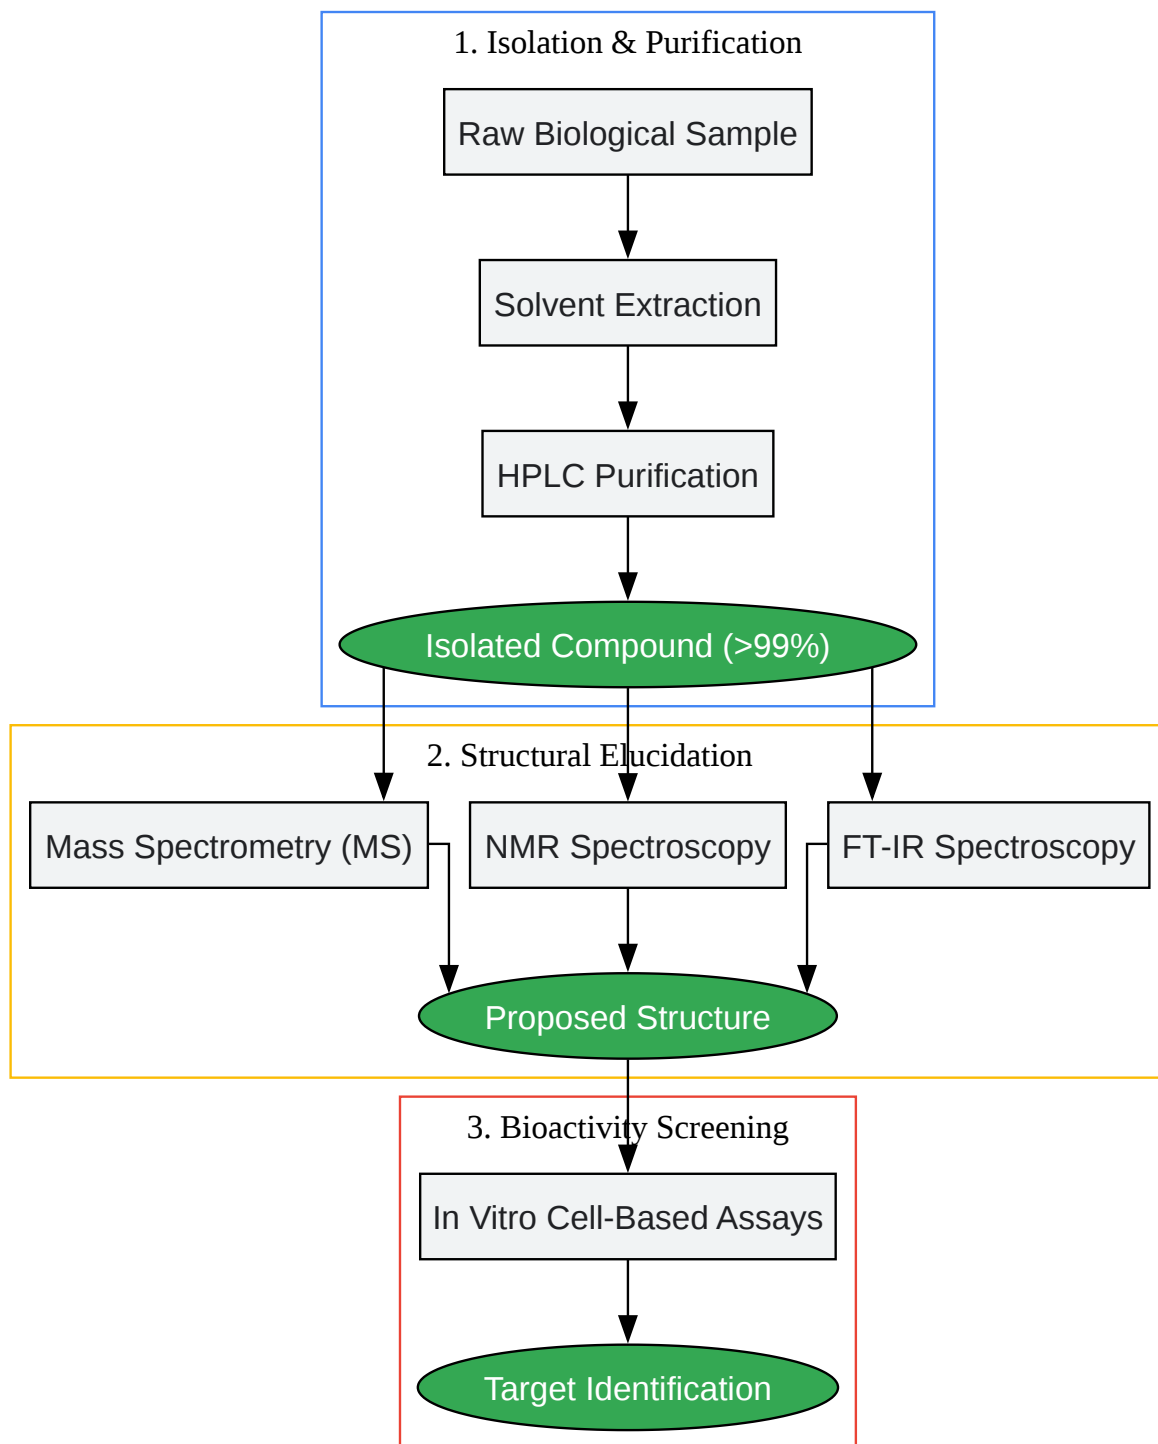 1. Isolation & Purification
Raw Biological Sample
Solvent Extraction
HPLC Purification
Isolated Compound (>99%)
2. Structural Elucidation
Mass Spectrometry (MS)
NMR Spectroscopy
FT-IR Spectroscopy
Proposed Structure
3. Bioactivity Screening
In Vitro Cell-Based Assays
Target Identification